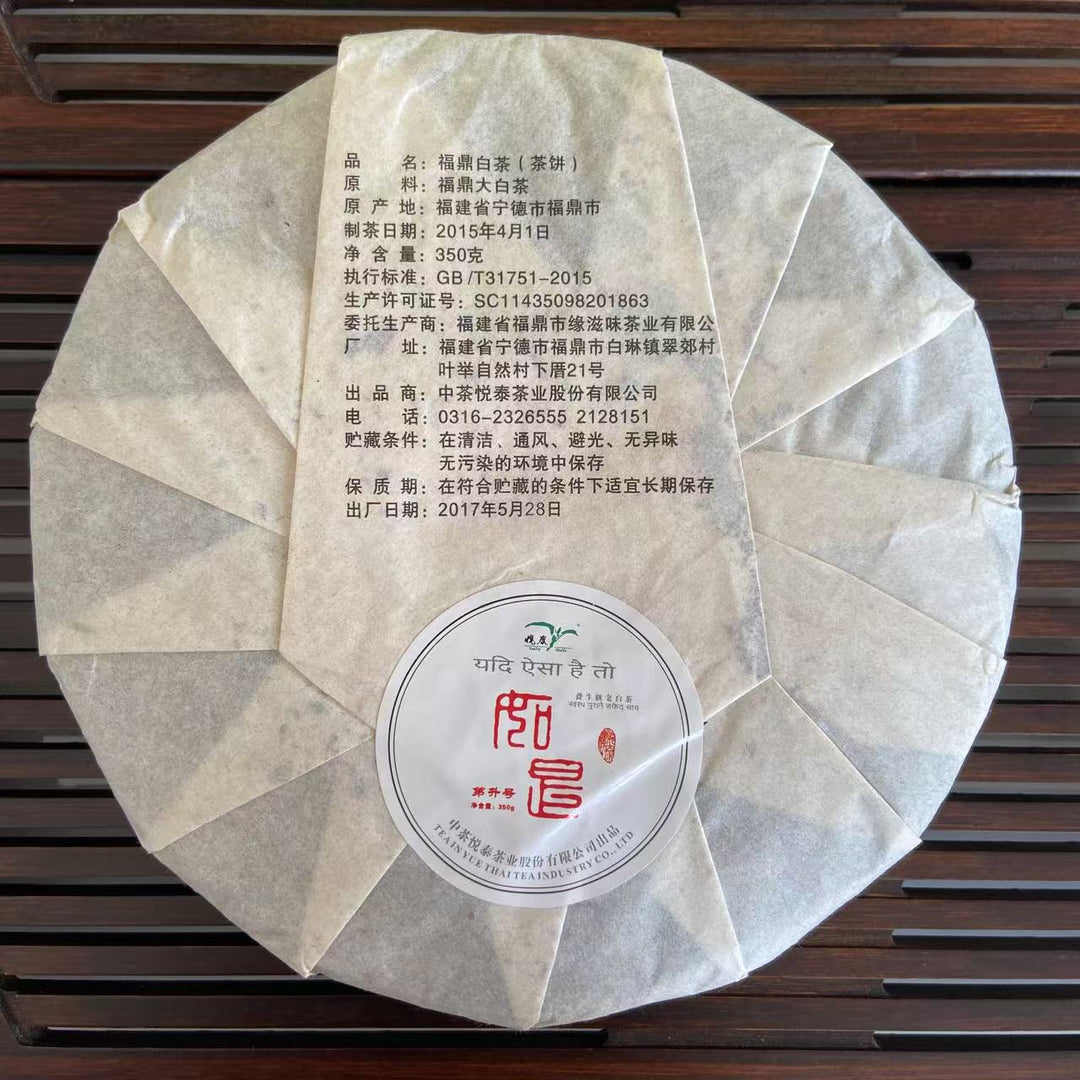 品 名：福鼎白茶（茶饼）
原 料：福鼎大白茶
原 产 地：福建省宁德市福鼎市
制茶日期：2015年4月1日
净 含 量：350克
执行标准：GB/T31751-2015
生产许可证号：SC11435098201863
委托生产商：福建省福鼎市缘滋味茶业有限公
厂 址：福建省宁德市福鼎市白琳镇翠郊村
叶举自然村下厝21号
出 品 商：中茶悦泰茶业股份有限公司
电 话：0316-2326555 2128151
贮藏条件：在清洁、通风、避光、无异味
无污染的环境中保存
保 质 期：在符合贮藏的条件下适宜长期保存
出厂日期：2017年5月28日
यदि ऐसा है तो
养生级老白茶
स्वस्थ पुराने सफेद चाय
如是
第升号
净含量：350g
中茶悦泰茶业股份有限公司出品
TEA IN YUE THAI TEA INDUSTRY CO., LTD